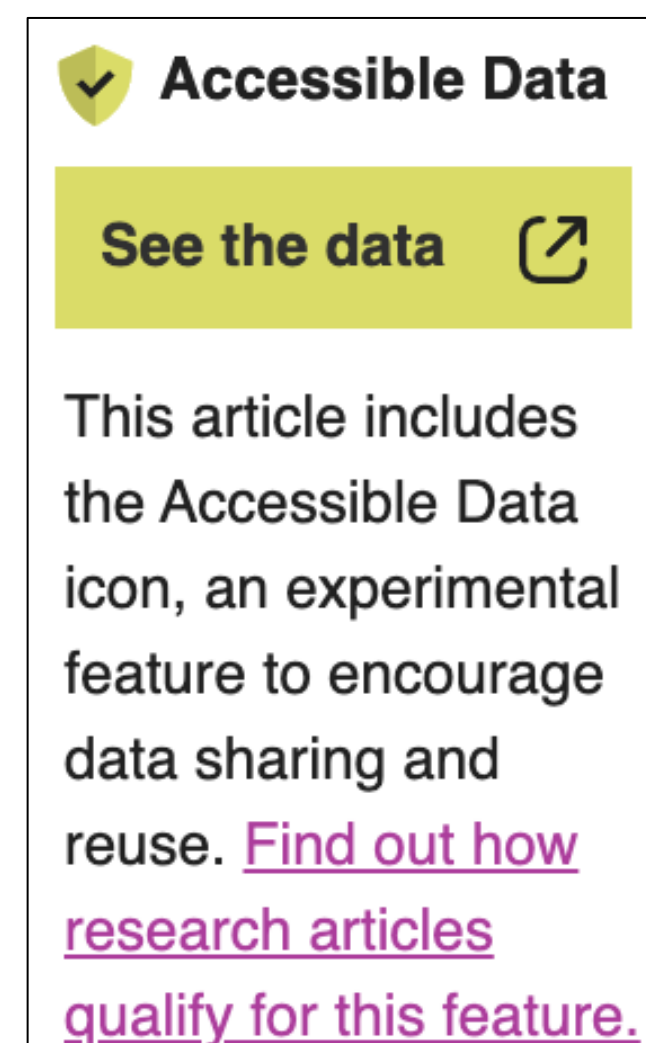 Accessible Data
See the data
This article includes
the Accessible Data
icon, an experimental
feature to encourage
data sharing and
reuse. Find out how
research articles
qualify for this feature.